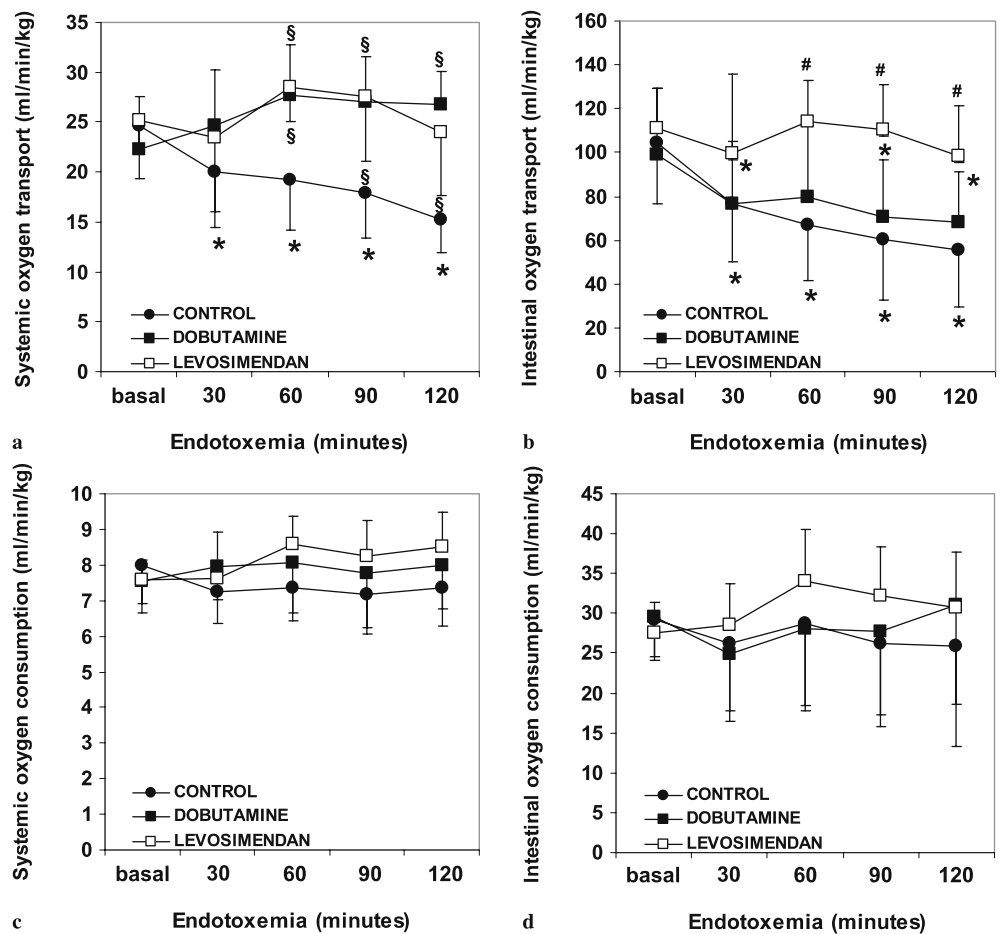 Systemic oxygen transport (ml/min/kg)
35
30
25
20
15
10
5
0
§ § §
§ § §
* * * *
CONTROL
DOBUTAMINE
LEVOSIMENDAN
basal 30 60 90 120
a
Endotoxemia (minutes)
Intestinal oxygen transport (ml/min/kg)
160
140
120
100
80
60
40
20
0
# # #
* * *
* * * *
CONTROL
DOBUTAMINE
LEVOSIMENDAN
basal 30 60 90 120
b
Endotoxemia (minutes)
Systemic oxygen consumption (ml/min/kg)
10
9
8
7
6
5
4
3
2
1
0
CONTROL
DOBUTAMINE
LEVOSIMENDAN
basal 30 60 90 120
c
Endotoxemia (minutes)
Intestinal oxygen consumption (ml/min/kg)
45
40
35
30
25
20
15
10
5
0
CONTROL
DOBUTAMINE
LEVOSIMENDAN
basal 30 60 90 120
d
Endotoxemia (minutes)